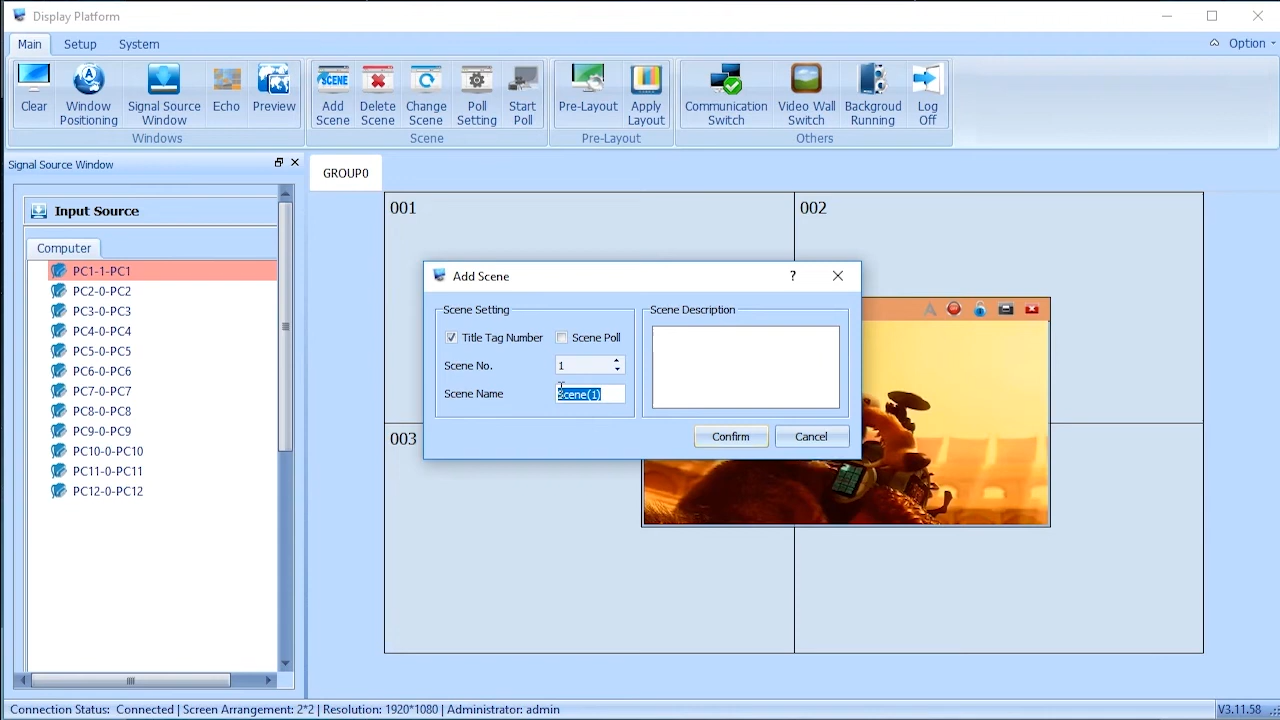 Display Platform
Main Setup System Option
Clear
Window Positioning
Signal Source Window
Echo
Preview
Windows
SCENE
Add Scene
Delete Scene
Change Scene
Poll Setting
Start Poll
Scene
Pre-Layout
Apply Layout
Pre-Layout
Communication Switch
Video Wall Switch
Backgroud Running
Log Off
Others
Signal Source Window
GROUP0
Input Source
Computer
PC1-1-PC1
PC2-0-PC2
PC3-0-PC3
PC4-0-PC4
PC5-0-PC5
PC6-0-PC6
PC7-0-PC7
PC8-0-PC8
PC9-0-PC9
PC10-0-PC10
PC11-0-PC11
PC12-0-PC12
001
002
003
Add Scene ?
Scene Setting
Title Tag Number Scene Poll
Scene No. 1
Scene Name Scene(1)
Scene Description
Confirm Cancel
Connection Status: Connected | Screen Arrangement: 2*2 | Resolution: 1920*1080 | Administrator: admin
V3.11.58